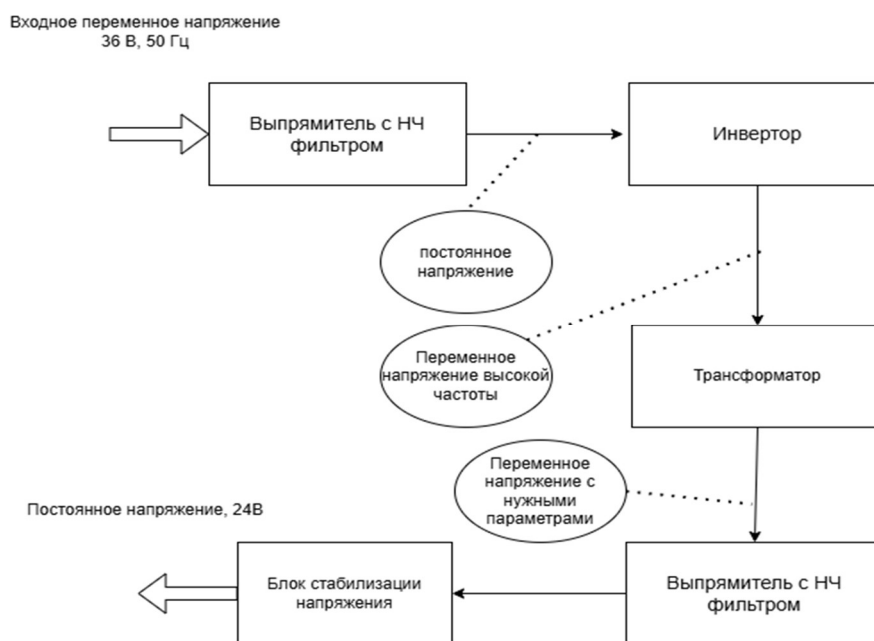 Входное переменное напряжение
36 В, 50 Гц
Выпрямитель с НЧ
фильтром
Инвертор
постоянное
напряжение
Переменное
напряжение высокой
частоты
Трансформатор
Переменное
напряжение с
нужными
параметрами
Постоянное напряжение, 24В
Блок стабилизации
напряжения
Выпрямитель с НЧ
фильтром